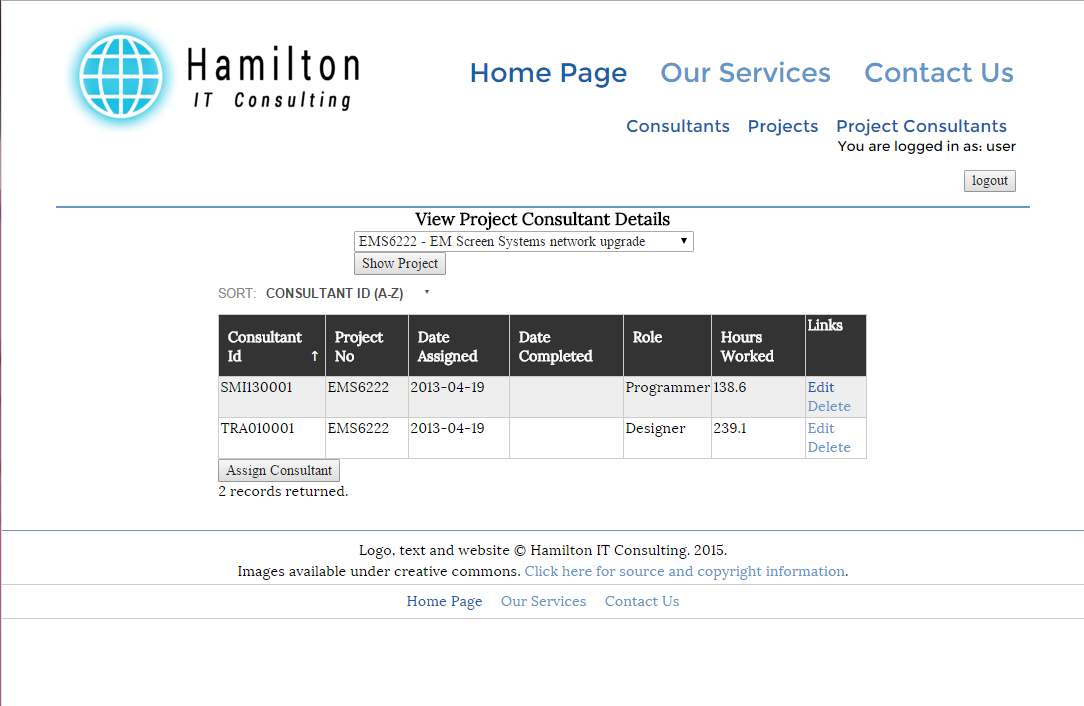 Hamilton
IT Consulting
Home Page Our Services Contact Us
Consultants Projects Project Consultants
You are logged in as: user
logout
View Project Consultant Details
EMS6222 - EM Screen Systems network upgrade ▼
Show Project
SORT: CONSULTANT ID (A-Z) ▾
Consultant Id ↑ Project No Date Assigned Date Completed Role Hours Worked Links
SMI130001 EMS6222 2013-04-19 Programmer 138.6 Edit
Delete
TRA010001 EMS6222 2013-04-19 Designer 239.1 Edit
Delete
Assign Consultant
2 records returned.
Logo, text and website © Hamilton IT Consulting. 2015.
Images available under creative commons. Click here for source and copyright information.
Home Page Our Services Contact Us